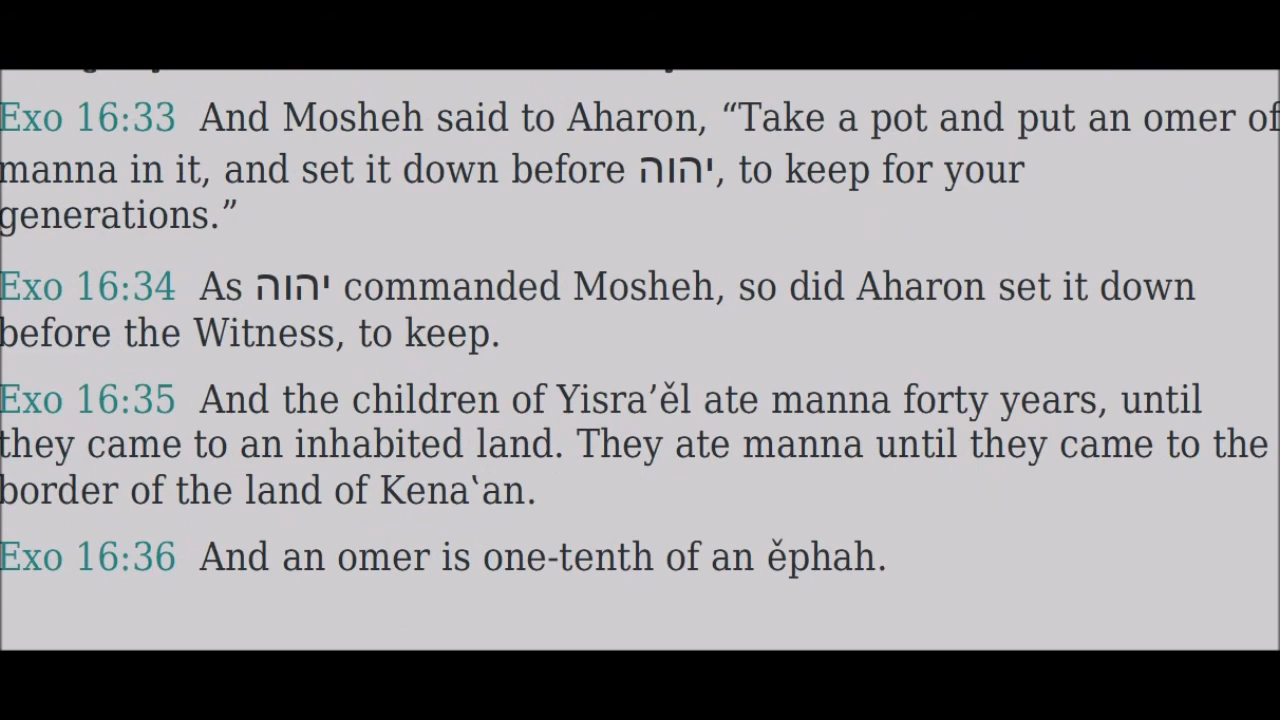 Exo 16:33 And Mosheh said to Aharon, “Take a pot and put an omer of
manna in it, and set it down before יהוה, to keep for your
generations.”
Exo 16:34 As יהוה commanded Mosheh, so did Aharon set it down
before the Witness, to keep.
Exo 16:35 And the children of Yisra’ĕl ate manna forty years, until
they came to an inhabited land. They ate manna until they came to the
border of the land of Kena‛an.
Exo 16:36 And an omer is one-tenth of an ĕphah.